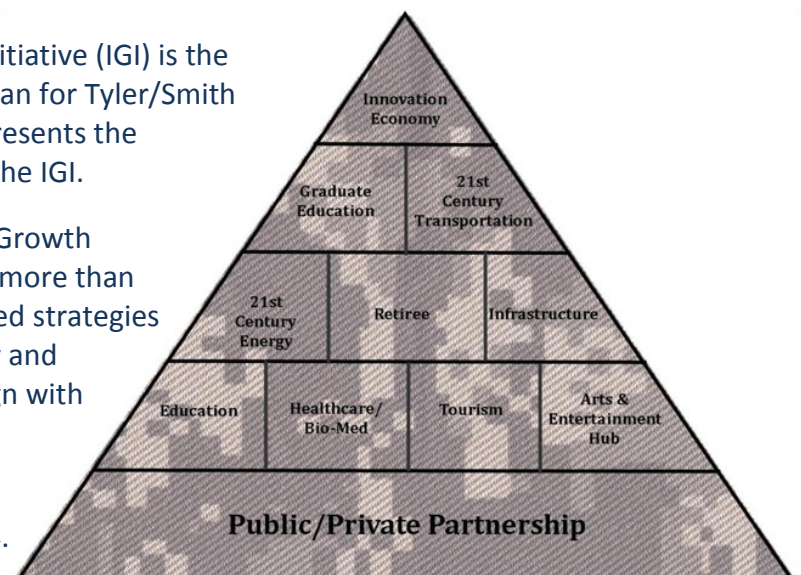 itiative (IGI) is the
an for Tyler/Smith
resents the
he IGI.
Growth
more than
ed strategies
and
gn with
.
Innovation
Economy
Graduate
Education
21st
Century
Transportation
21st
Century
Energy
Retiree
Infrastructure
Education
Healthcare/
Bio-Med
Tourism
Arts &
Entertainment
Hub
Public/Private Partnership